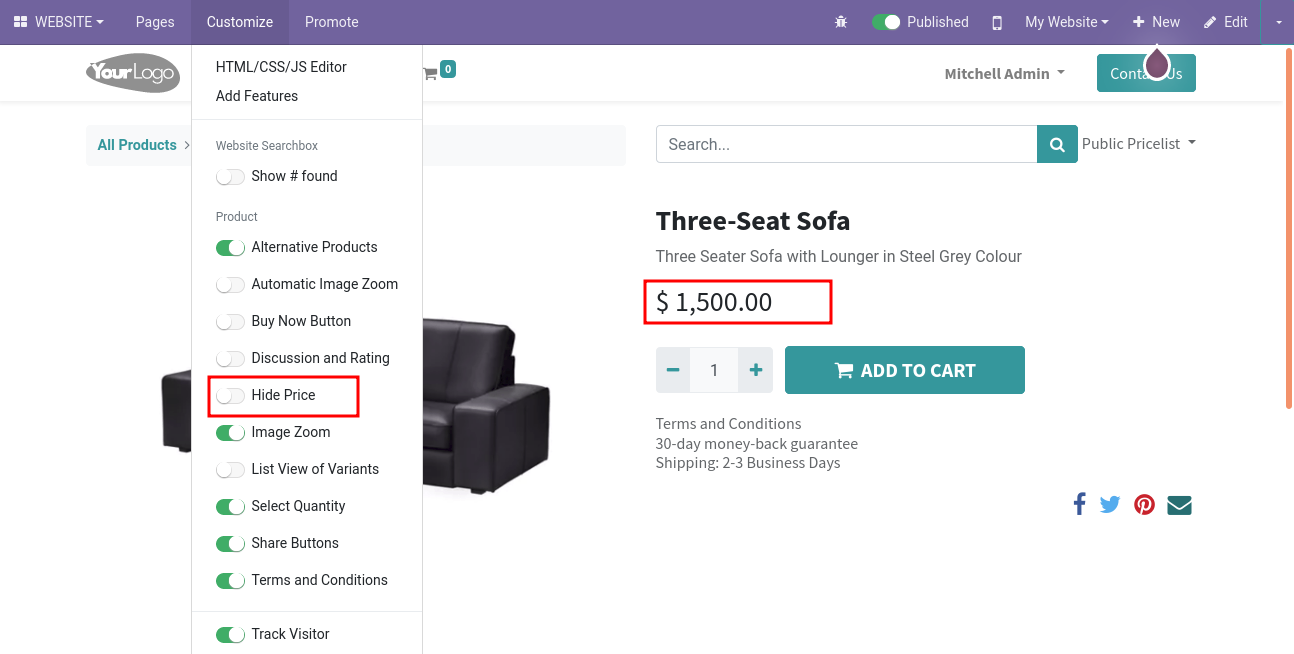 WEBSITE Pages Customize Promote Published My Website New Edit
YourLogo 0 Mitchell Admin
HTML/CSS/JS Editor
Add Features
Website Searchbox
Show # found
Product
Alternative Products
Automatic Image Zoom
Buy Now Button
Discussion and Rating
Hide Price
Image Zoom
List View of Variants
Select Quantity
Share Buttons
Terms and Conditions
Track Visitor
All Products >
Search... Public Pricelist
Three-Seat Sofa
Three Seater Sofa with Lounger in Steel Grey Colour
$ 1,500.00
1 ADD TO CART
Terms and Conditions
30-day money-back guarantee
Shipping: 2-3 Business Days